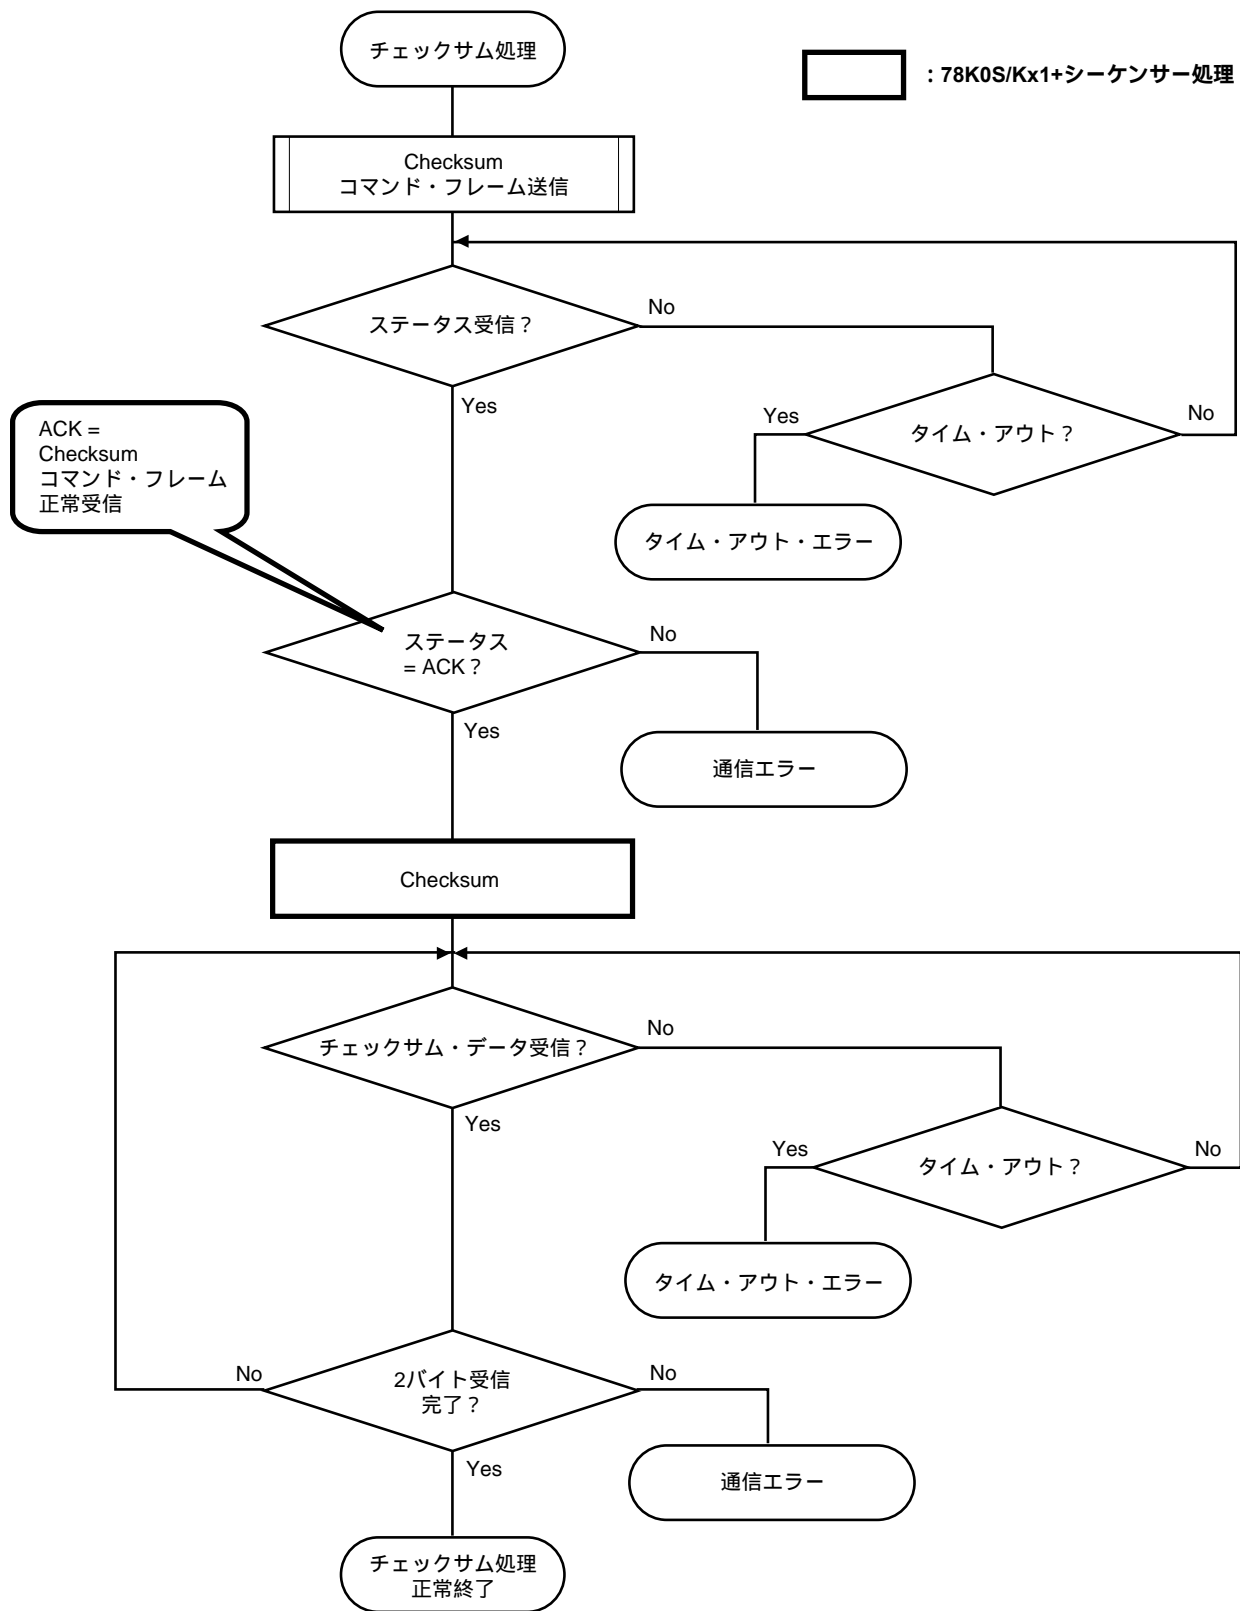 チェックサム処理
：78K0S/Kx1+シーケンサー処理
Checksum
コマンド・フレーム送信
ステータス受信？
No
Yes
タイム・アウト？
Yes
No
タイム・アウト・エラー
ACK =
Checksum
コマンド・フレーム
正常受信
ステータス
= ACK？
No
Yes
通信エラー
Checksum
チェックサム・データ受信？
No
Yes
タイム・アウト？
Yes
No
タイム・アウト・エラー
2バイト受信
完了？
No
No
Yes
通信エラー
チェックサム処理
正常終了